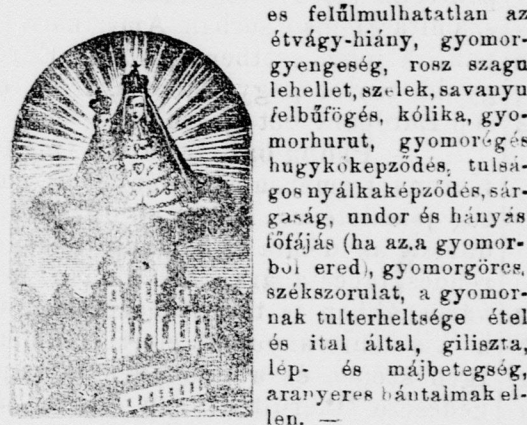 es felűlmulhatatlan az
étvágy-hiány, gyomor-
gyengeség, rosz szagu
lehellet, szelek, savanyu
felbűfögés, kólika, gyo-
morhurut, gyomorégés
hugykőkepződés, tulsá-
gos nyálkaképződés, sár-
gaság, undor és hányás
főfájás (ha az.a gyomor-
ból ered), gyomorgörcs,
székszorulat, a gyomor-
nak tulterheltsége étel
és ital által, giliszta,
lép- és májbetegség,
aranyeres bántalmak el-
len. —